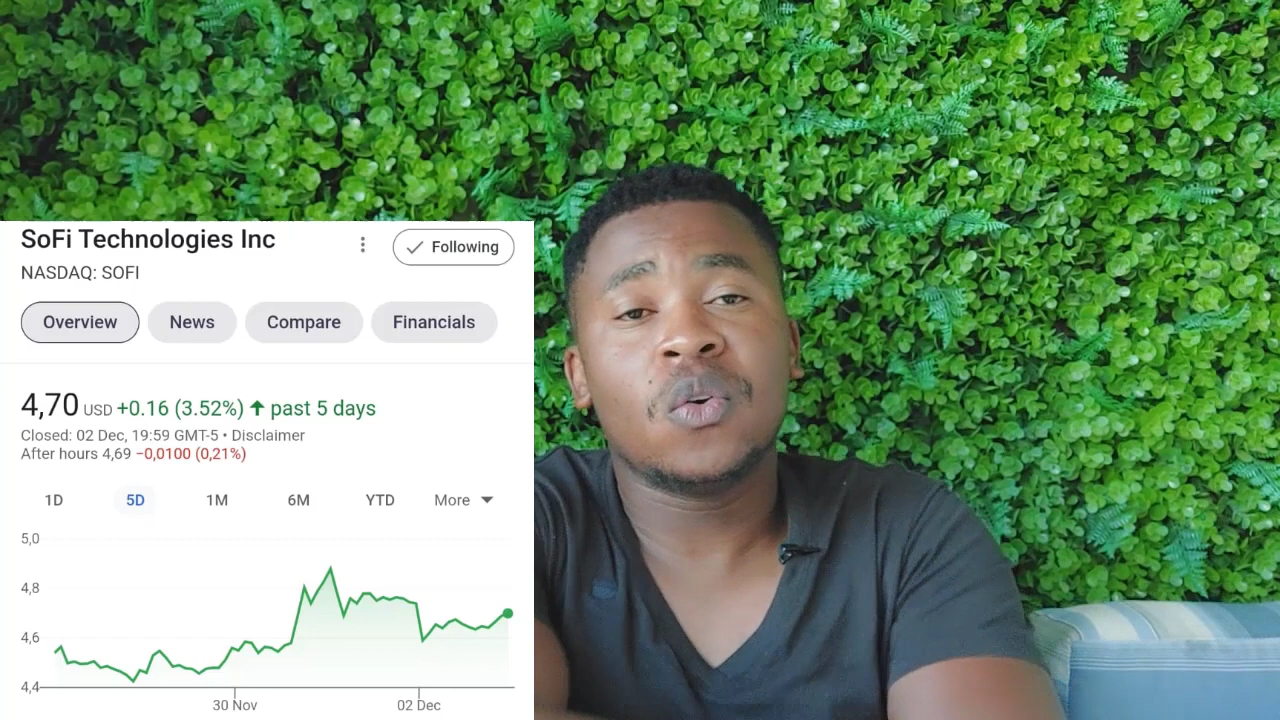 SoFi Technologies Inc
Following
NASDAQ: SOFI
Overview News Compare Financials
4,70 USD +0.16 (3.52%) ↑ past 5 days
Closed: 02 Dec, 19:59 GMT-5 • Disclaimer
After hours 4,69 −0,0100 (0,21%)
1D 5D 1M 6M YTD More
5,0
4,8
4,6
4,4
30 Nov 02 Dec